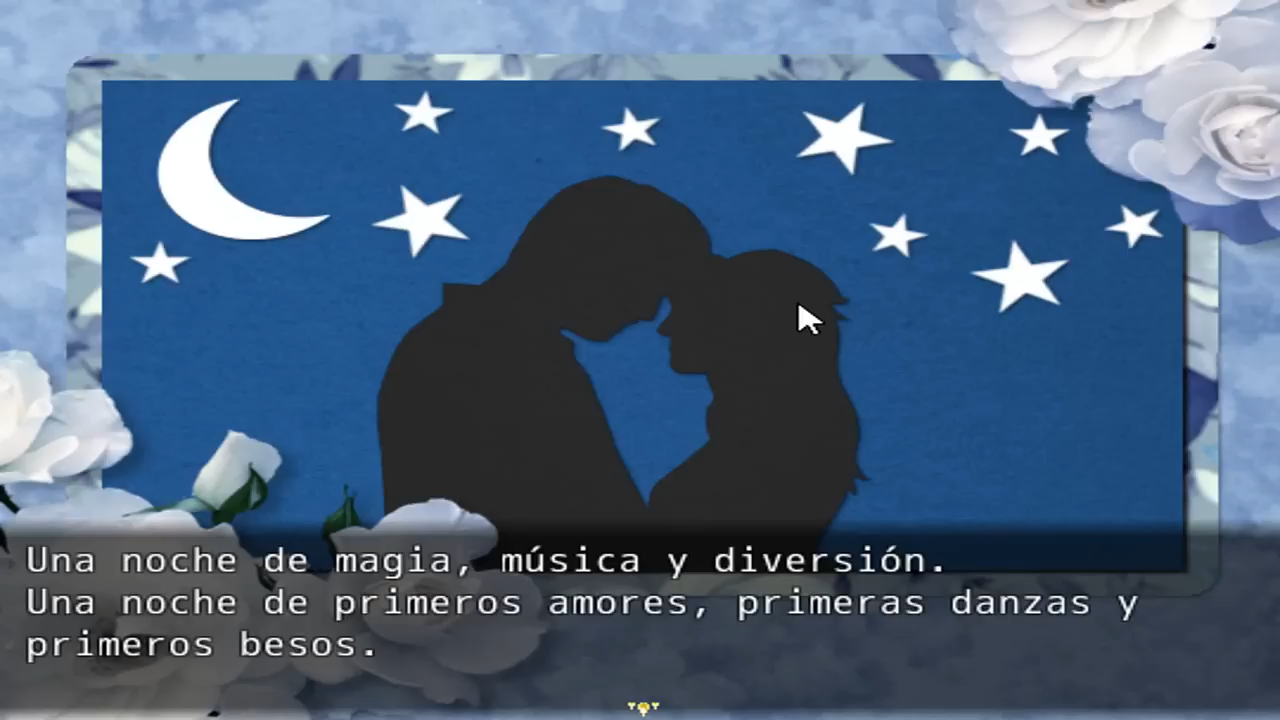 Una noche de magia, música y diversión.
Una noche de primeros amores, primeras danzas y
primeros besos.